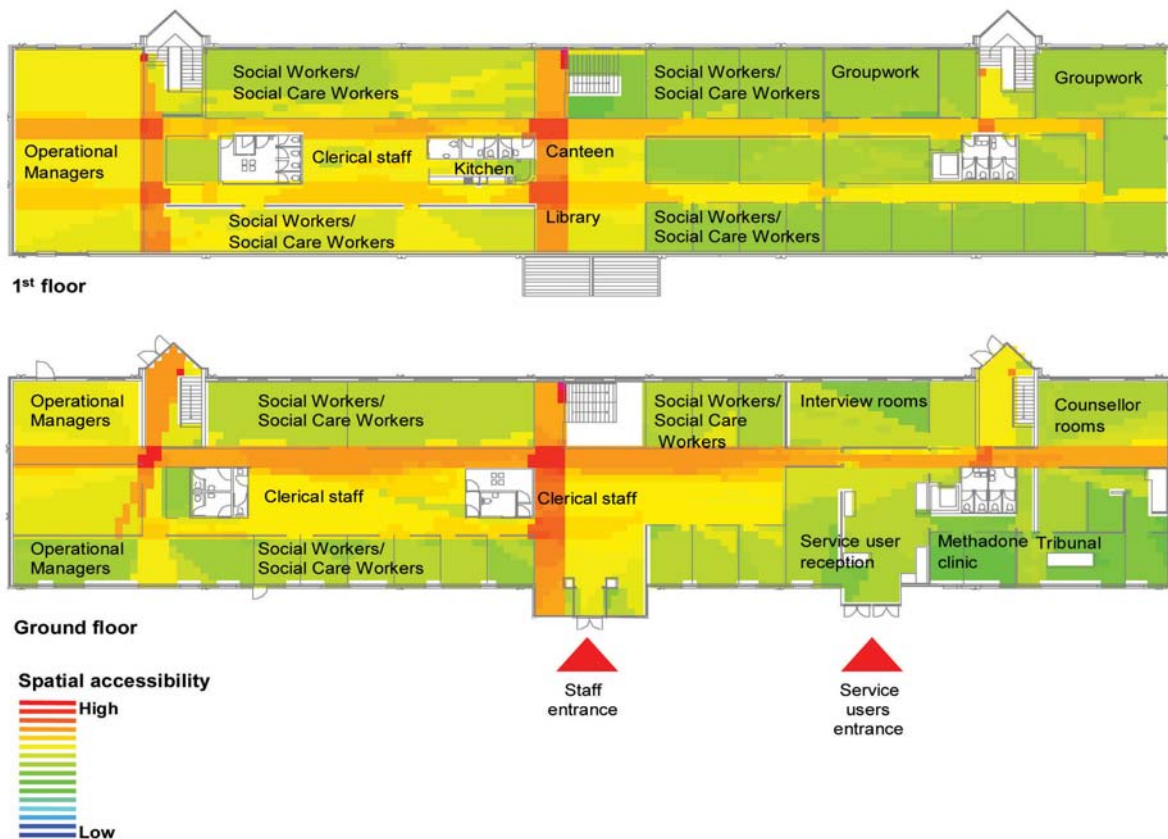 Social Workers/
Social Care Workers
Social Workers/
Social Care Workers
Groupwork
Groupwork
Operational
Managers
Clerical staff
Kitchen
Canteen
Social Workers/
Social Care Workers
Library
Social Workers/
Social Care Workers
1st floor
Operational
Managers
Social Workers/
Social Care Workers
Social Workers/
Social Care
Workers
Interview rooms
Counsellor
rooms
Clerical staff
Clerical staff
Operational
Managers
Social Workers/
Social Care Workers
Service user
reception
Methadone
clinic
Tribunal
Ground floor
Staff
entrance
Service
users
entrance
Spatial accessibility
High
Low